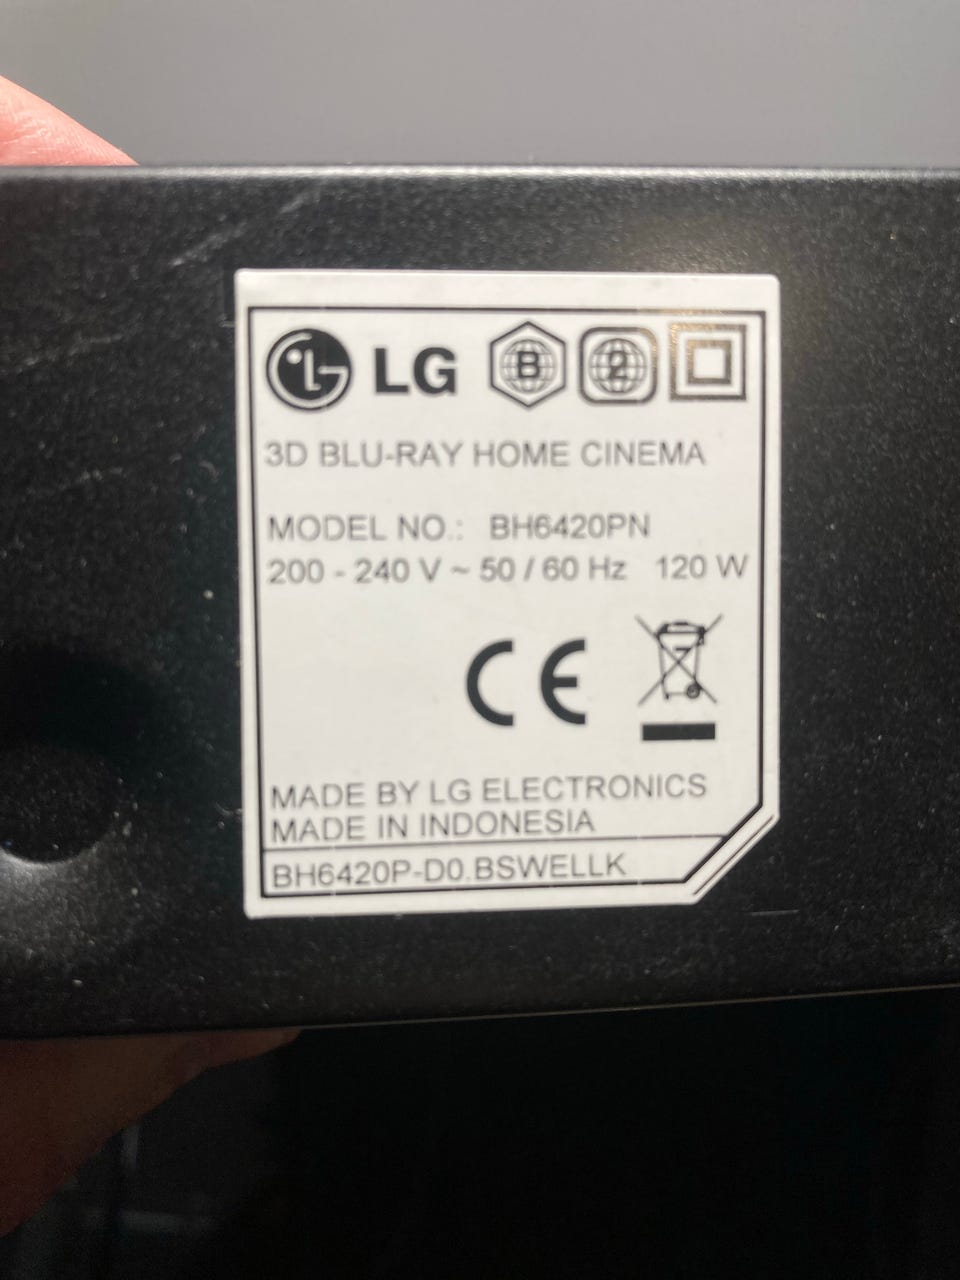 LG LG B 2
3D BLU-RAY HOME CINEMA
MODEL NO.: BH6420PN
200 - 240 V ~ 50 / 60 Hz 120 W
CE
MADE BY LG ELECTRONICS
MADE IN INDONESIA
BH6420P-D0.BSWELLK